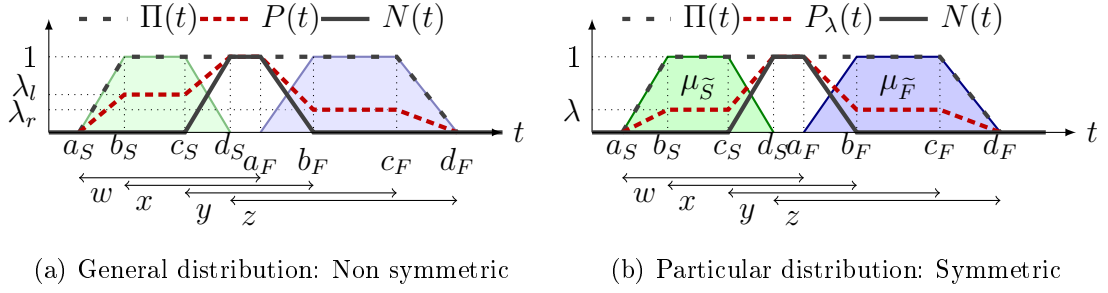 Π(t) P(t) N(t)
1
λ_l
λ_r
t
a_S b_S c_S d_S a_F b_F c_F d_F
w x y z
(a) General distribution: Non symmetric
Π(t) P_λ(t) N(t)
1
μ_S̃ μ_F̃
λ
t
a_S b_S c_S d_S a_F b_F c_F d_F
w x y z
(b) Particular distribution: Symmetric